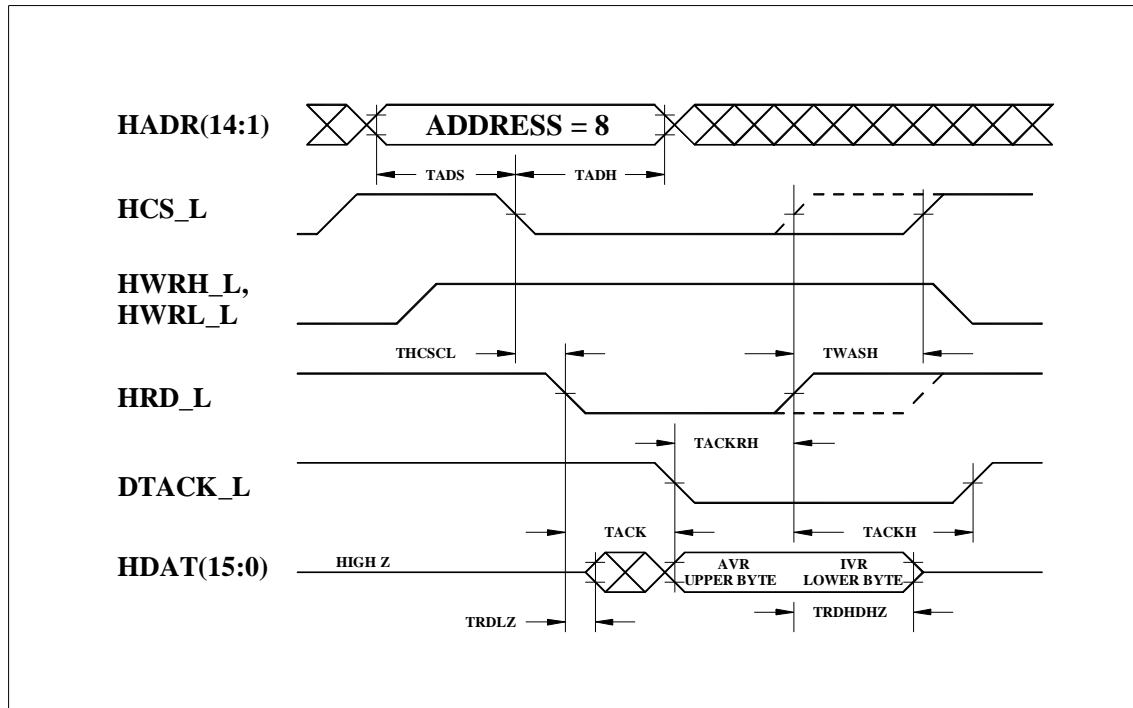 HADR(14:1)
ADDRESS = 8
TADS
TADH
HCS_L
HWRH_L,
HWRL_L
THCSCL
TWASH
HRD_L
TACKRH
DTACK_L
TACK
TACKH
HDAT(15:0)
HIGH Z
AVR
UPPER BYTE
IVR
LOWER BYTE
TRDLZ
TRDHDHZ